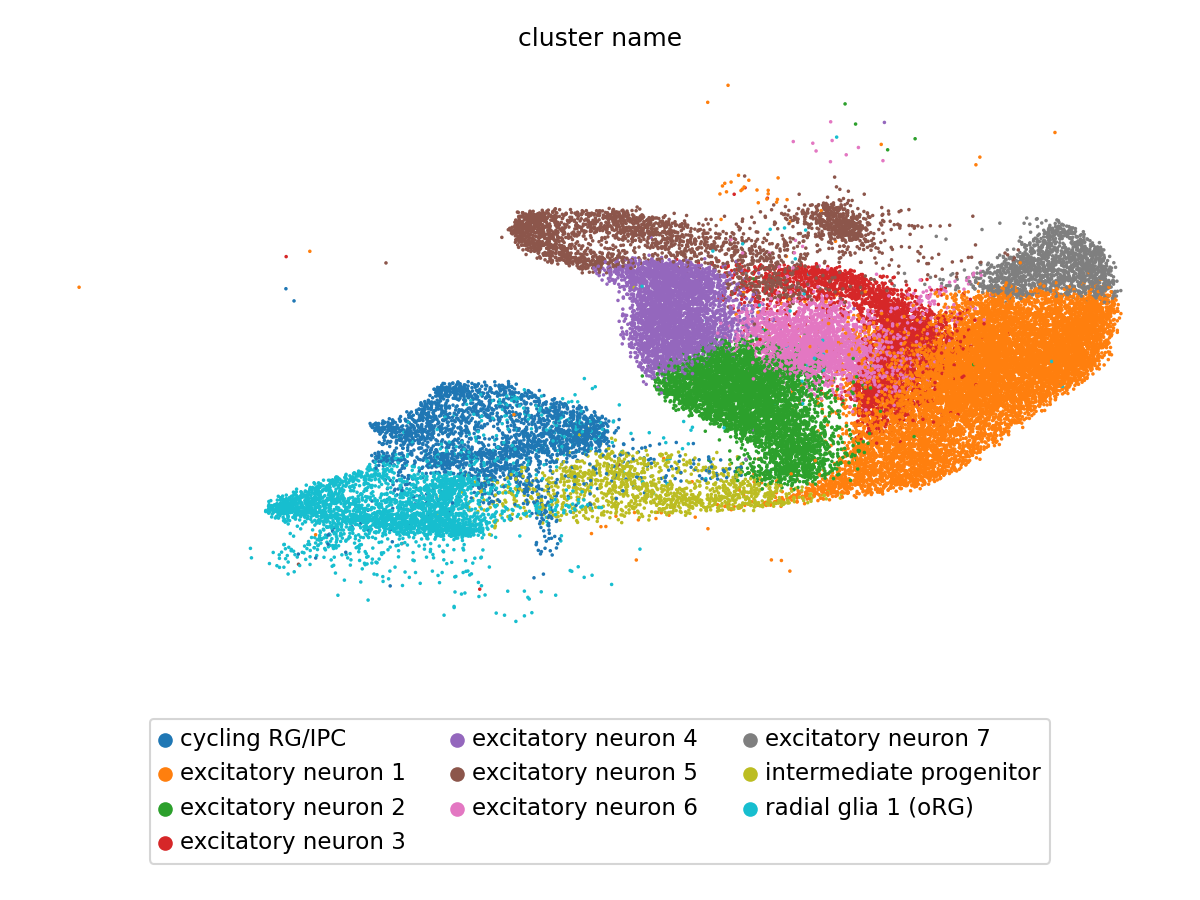 cluster name
cycling RG/IPC
excitatory neuron 1
excitatory neuron 2
excitatory neuron 3
excitatory neuron 4
excitatory neuron 5
excitatory neuron 6
excitatory neuron 7
intermediate progenitor
radial glia 1 (oRG)